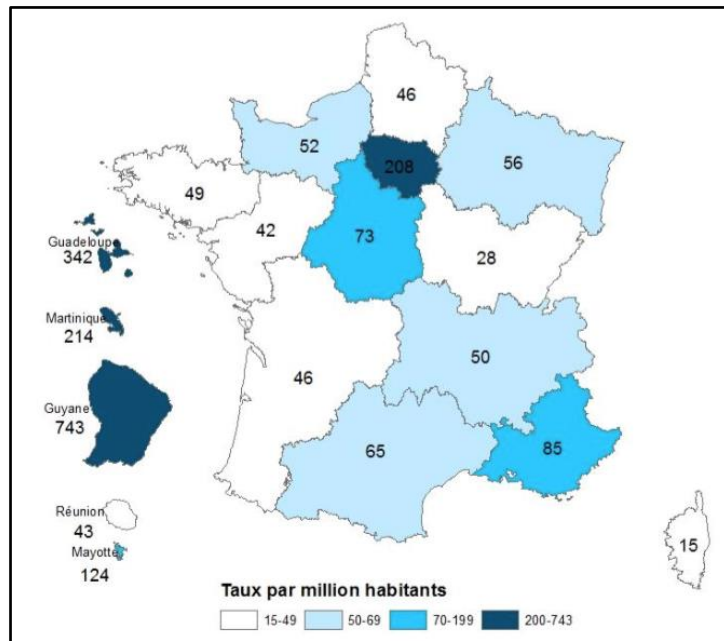 46
52
208
56
49
42
73
28
Guadeloupe
342
Martinique
214
50
46
Guyane
743
65
85
Réunion
43
Mayotte
124
15
Taux par million habitants
15-49 50-69 70-199 200-743